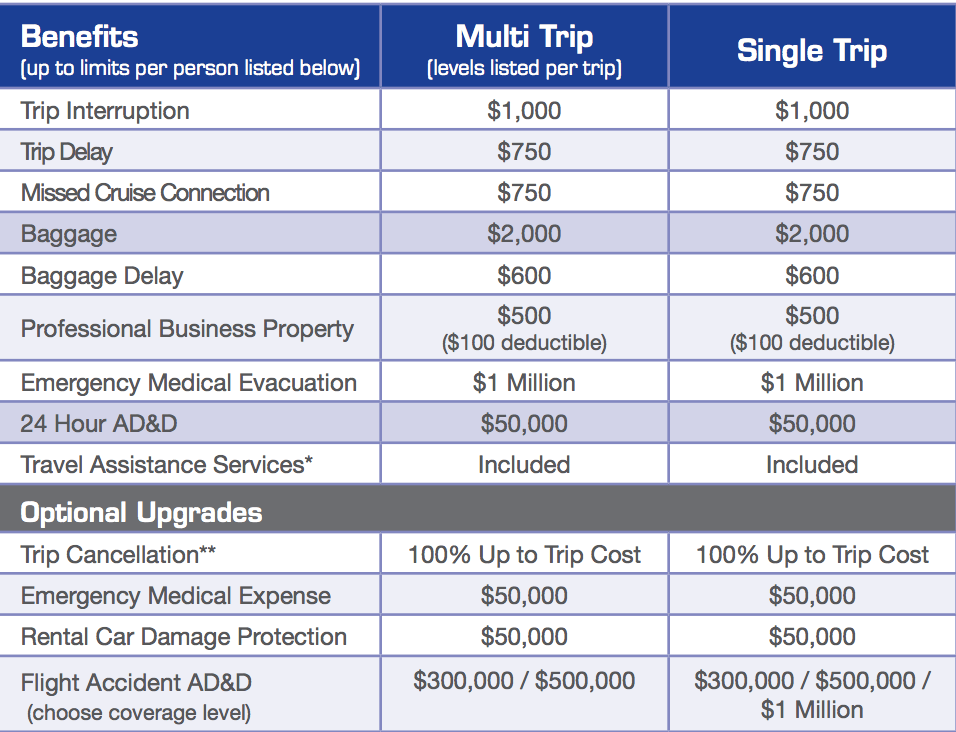 Benefits Multi Trip Single Trip
(up to limits per person listed below) (levels listed per trip)
Trip Interruption $1,000 $1,000
Trip Delay $750 $750
Missed Cruise Connection $750 $750
Baggage $2,000 $2,000
Baggage Delay $600 $600
Professional Business Property $500 $500
($100 deductible) ($100 deductible)
Emergency Medical Evacuation $1 Million $1 Million
24 Hour AD&D $50,000 $50,000
Travel Assistance Services* Included Included
Optional Upgrades
Trip Cancellation** 100% Up to Trip Cost 100% Up to Trip Cost
Emergency Medical Expense $50,000 $50,000
Rental Car Damage Protection $50,000 $50,000
Flight Accident AD&D $300,000 / $500,000 $300,000 / $500,000 /
(choose coverage level) $1 Million